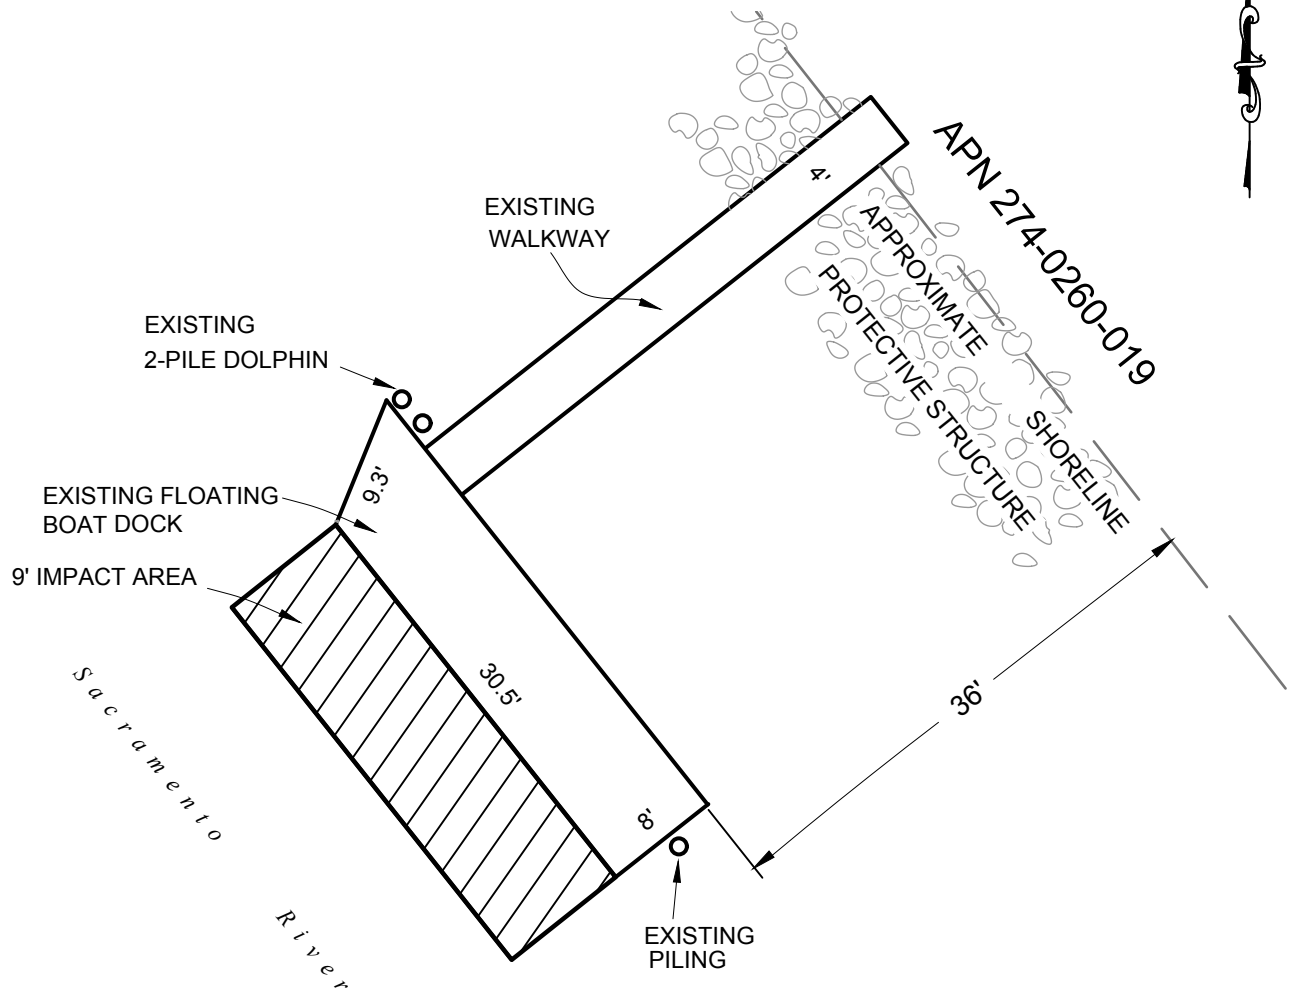 APN 274-0260-019
4'
EXISTING
WALKWAY
APPROXIMATE
SHORELINE
PROTECTIVE STRUCTURE
EXISTING
2-PILE DOLPHIN
9.3'
EXISTING FLOATING
BOAT DOCK
9' IMPACT AREA
30.5'
36'
8'
Sacramento
River
EXISTING
PILING